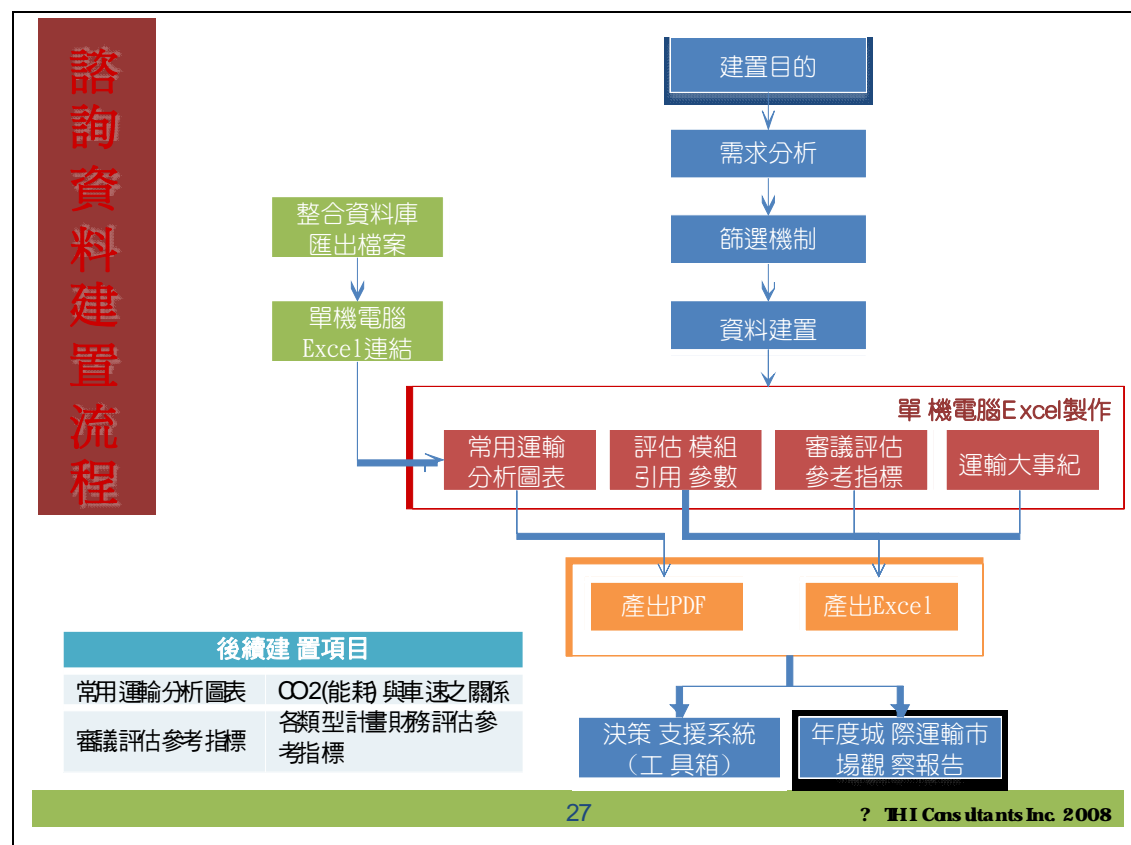 諮詢資料建置流程
建置目的
需求分析
篩選機制
資料建置
整合資料庫
匯出檔案
單機電腦
Excel連結
單 機電腦Excel製作
常用運輸
分析圖表
評估 模組
引用 參數
審議評估
參考指標
運輸大事紀
產出PDF
產出Excel
決策 支援系統
（工 具箱）
年度城 際運輸市
場觀 察報告
後續建 置項目
常用運輸分析圖表
CO2(能耗) 與車速之關係
審議評估參考指標
各類型計畫財務評估參
考指標
27
? THI Consultants Inc. 2008